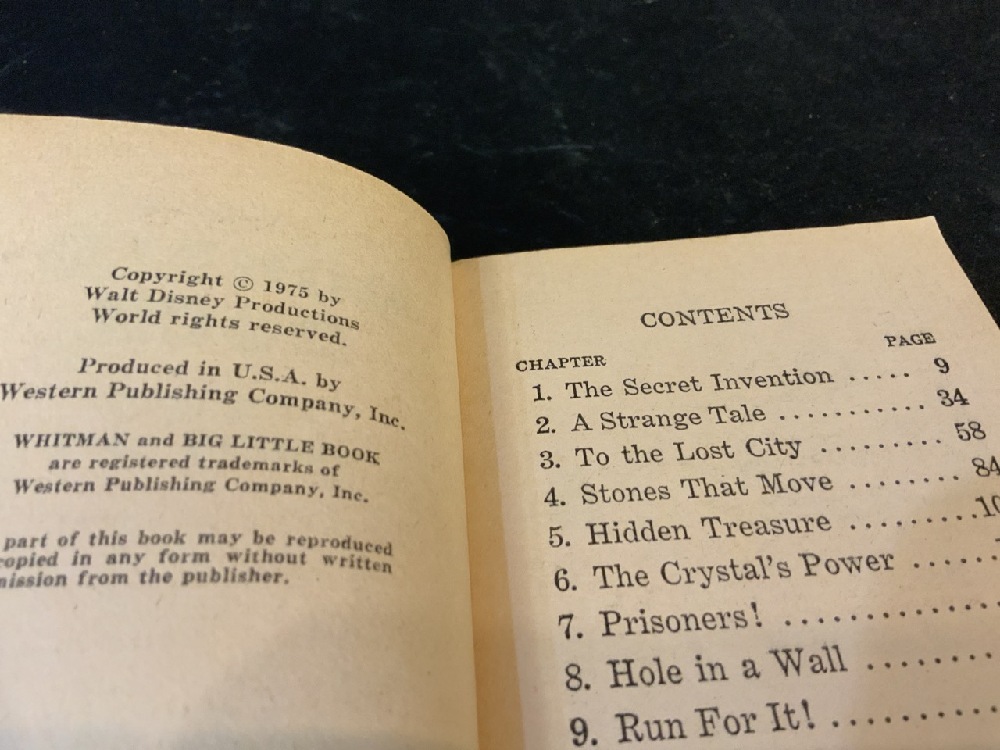 Copyright © 1975 by
Walt Disney Productions
World rights reserved.
Produced in U.S.A. by
Western Publishing Company, Inc.
WHITMAN and BIG LITTLE BOOK
are registered trademarks of
Western Publishing Company, Inc.
part of this book may be reproduced
in any form without written
from the publisher.
CONTENTS
CHAPTER PAGE
1. The Secret Invention ..... 9
2. A Strange Tale ........... 34
3. To the Lost City ......... 58
4. Stones That Move ........ 84
5. Hidden Treasure .........
6. The Crystal's Power .....
7. Prisoners! ..............
8. Hole in a Wall ........
9. Run For It! ...........